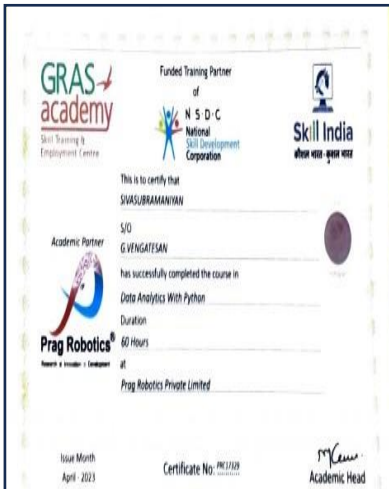 GRAS
academy
Skill Training &
Employment Centre
Funded Training Partner
of
N S D C
National
Skill Development
Corporation
Skill India
कौशल भारत - कुशल भारत
This is to certify that
SIVASUBRAMANIYAN
S/O
G.VENGATESAN
Academic Partner
has successfully completed the course in
Data Analytics With Python
Duration
Prag Robotics®
60 Hours
Research • Innovation • Development
at
Prag Robotics Private Limited
Issue Month
April - 2023
Certificate No:
Academic Head